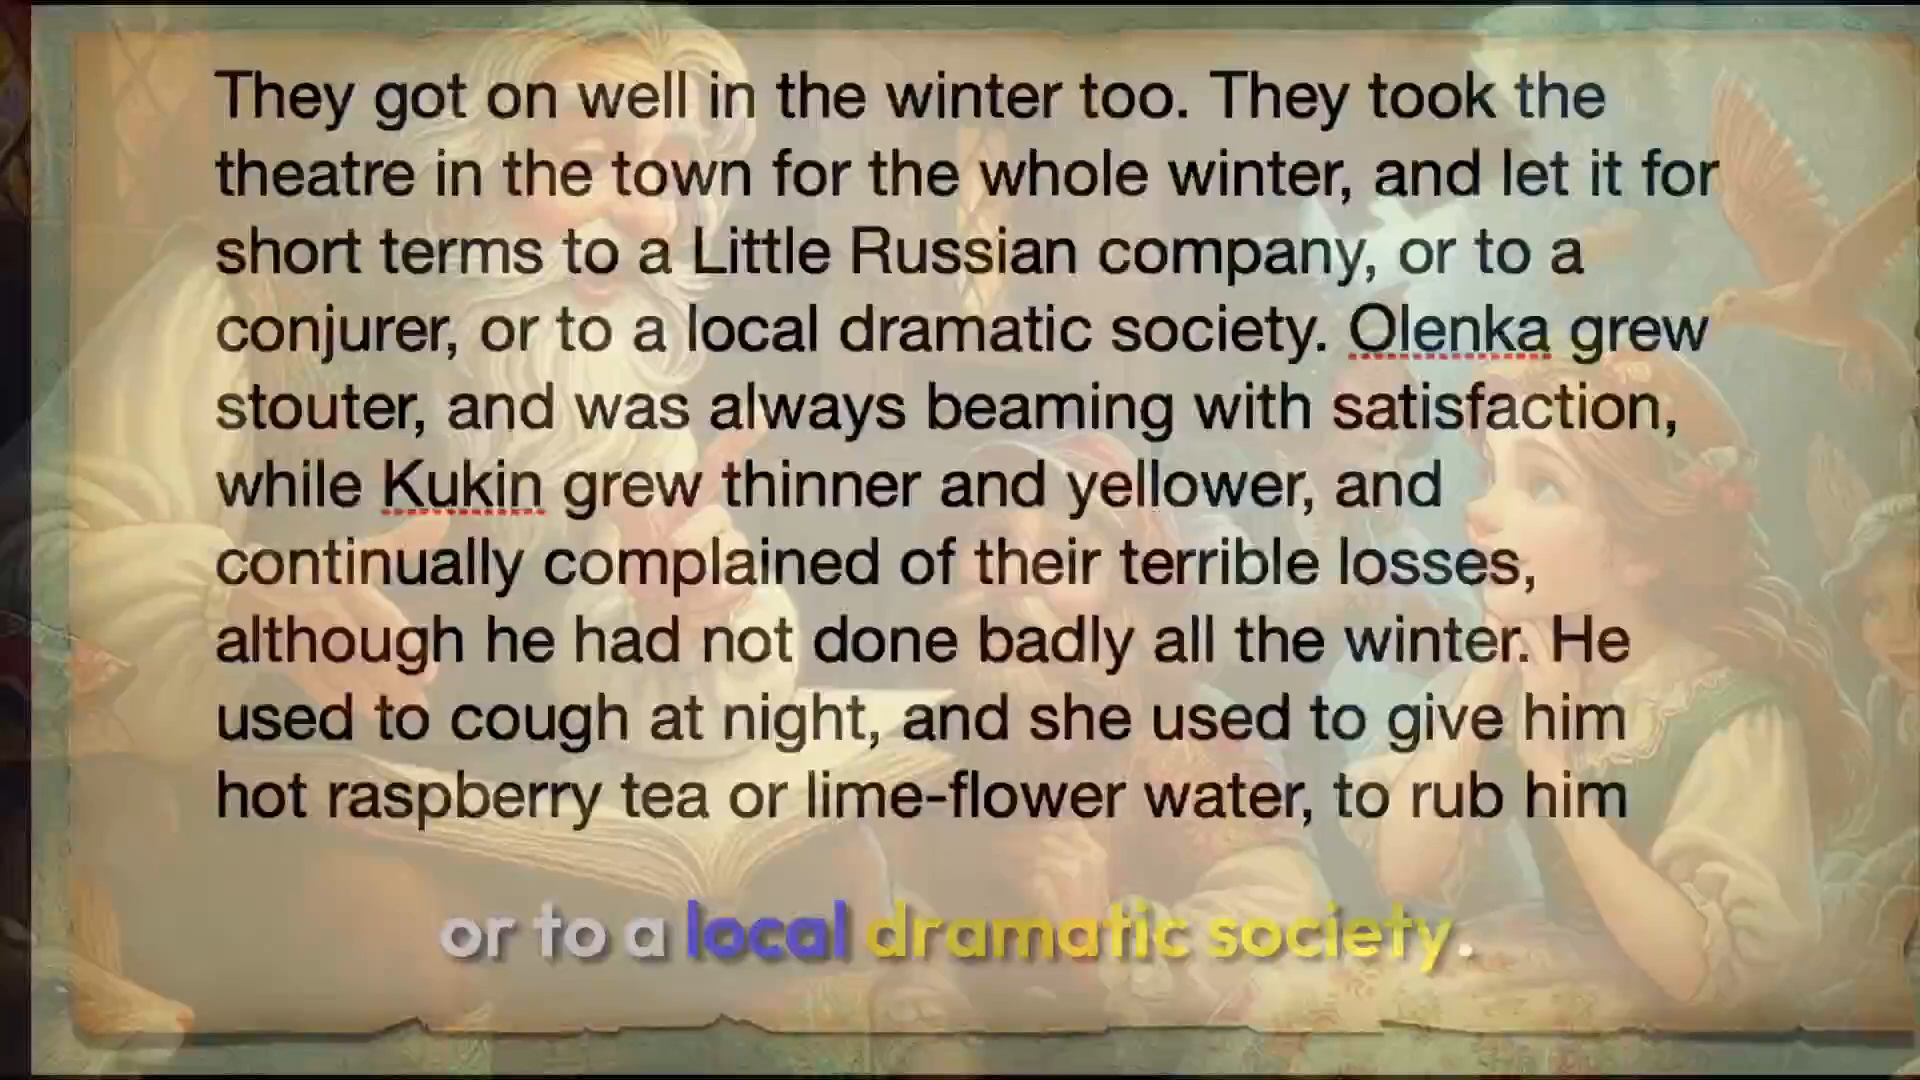 They got on well in the winter too. They took the
theatre in the town for the whole winter, and let it for
short terms to a Little Russian company, or to a
conjurer, or to a local dramatic society. Olenka grew
stouter, and was always beaming with satisfaction,
while Kukin grew thinner and yellower, and
continually complained of their terrible losses,
although he had not done badly all the winter. He
used to cough at night, and she used to give him
hot raspberry tea or lime-flower water, to rub him
or to a local dramatic society.